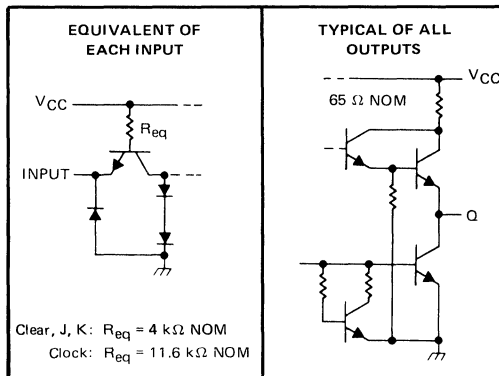 EQUIVALENT OF
EACH INPUT
VCC
Req
INPUT
Clear, J, K: Req = 4 kΩ NOM
Clock: Req = 11.6 kΩ NOM
TYPICAL OF ALL
OUTPUTS
VCC
65 Ω NOM
Q